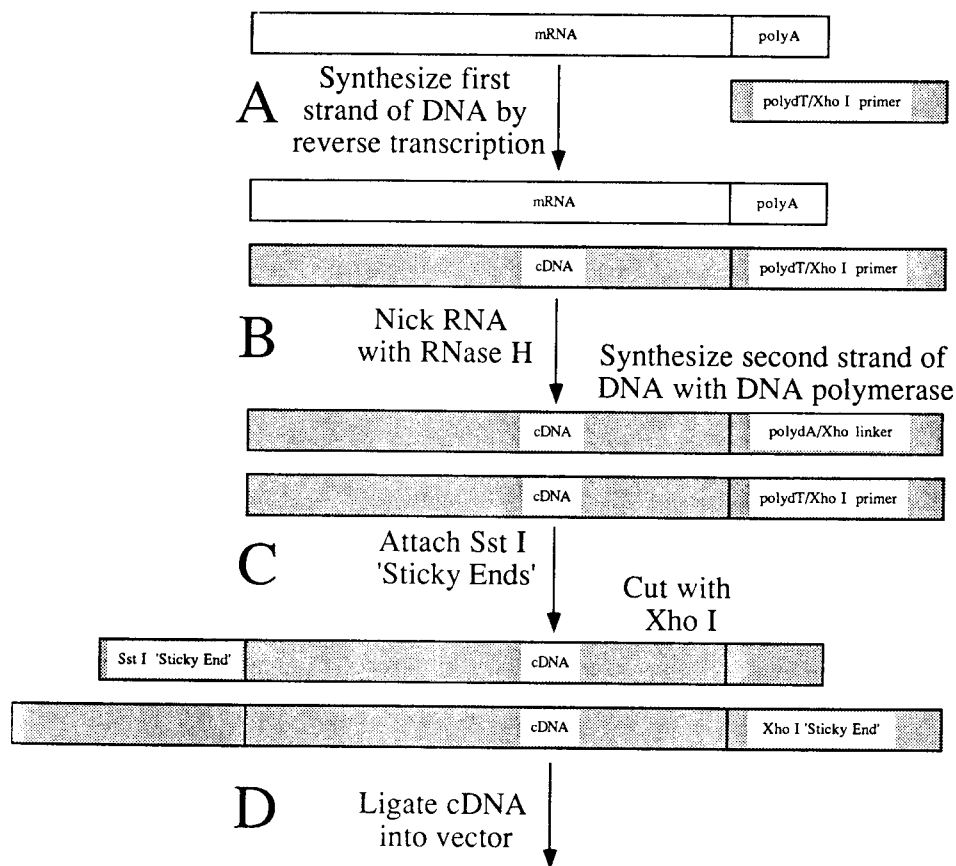 mRNA
polyA
A
Synthesize first
strand of DNA by
reverse transcription
polydT/Xho I primer
mRNA
polyA
cDNA
polydT/Xho I primer
B
Nick RNA
with RNase H
Synthesize second strand of
DNA with DNA polymerase
cDNA
polydA/Xho linker
cDNA
polydT/Xho I primer
C
Attach Sst I
'Sticky Ends'
Cut with
Xho I
Sst I 'Sticky End'
cDNA
cDNA
Xho I 'Sticky End'
D
Ligate cDNA
into vector